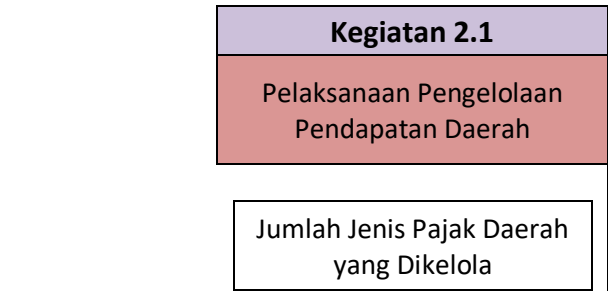 Kegiatan 2.1
Pelaksanaan Pengelolaan
Pendapatan Daerah
Jumlah Jenis Pajak Daerah
yang Dikelola